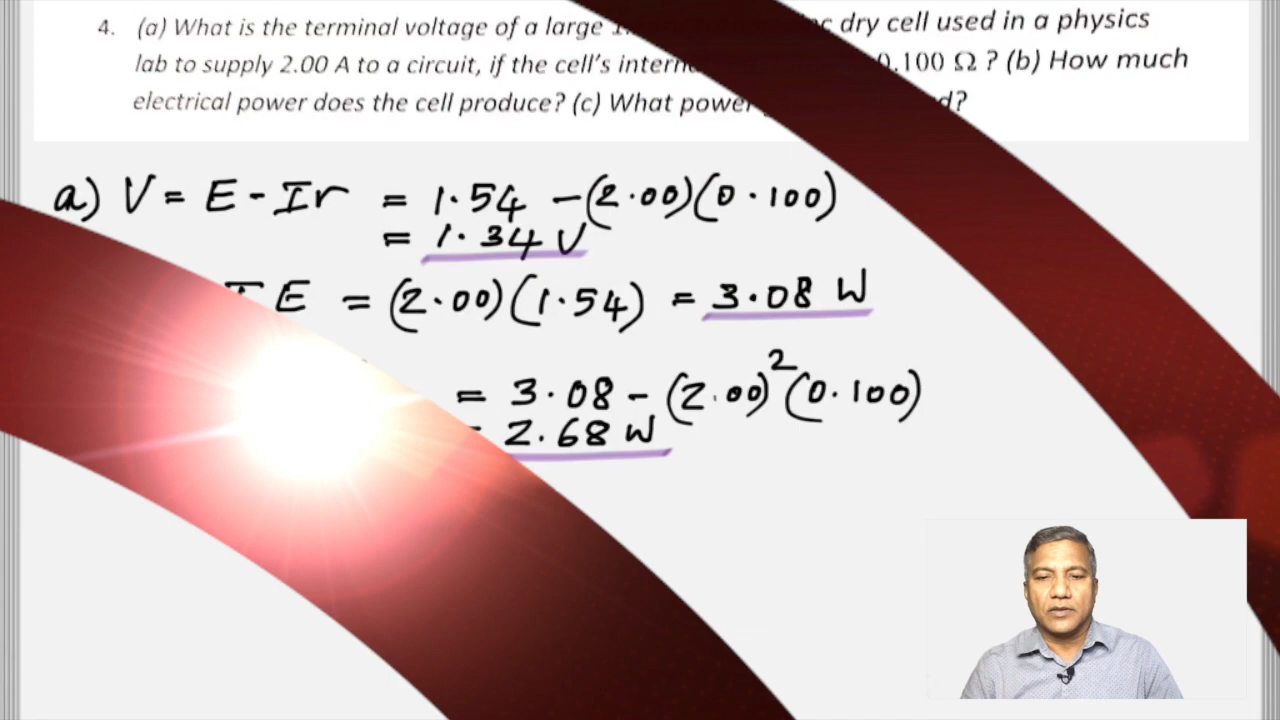 4. (a) What is the terminal voltage of a large dry cell used in a physics
lab to supply 2.00 A to a circuit, if the cell's 0.100 Ω ? (b) How much
electrical power does the cell produce? (c) What power
a) V = E - Ir = 1.54 - (2.00)(0.100)
= 1.34 V
I E = (2.00)(1.54) = 3.08 W
= 3.08 - (2.00)²(0.100)
= 2.68 W